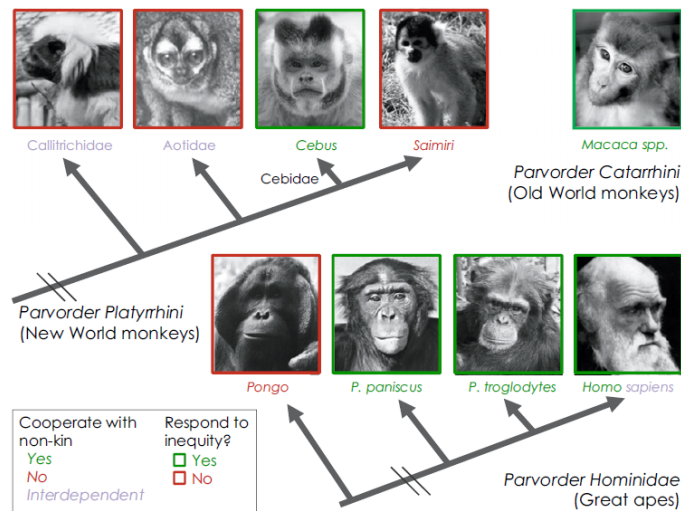 Callitrichidae
Aotidae
Cebus
Saimiri
Macaca spp.
Cebidae
Parvorder Catarrhini
(Old World monkeys)
Parvorder Platyrrhini
(New World monkeys)
Pongo
P. paniscus
P. troglodytes
Homo sapiens
Cooperate with
non-kin
Yes
No
Interdependent
Respond to
inequity?
Yes
No
Parvorder Hominidae
(Great apes)